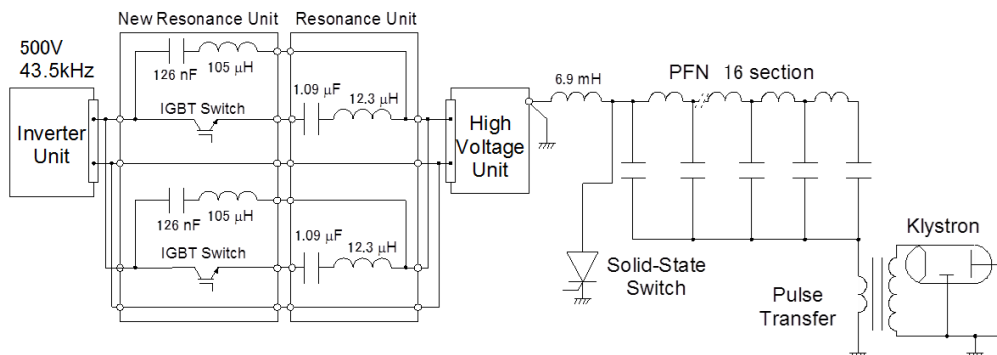 New Resonance Unit
Resonance Unit
500V
43.5kHz
126 nF
105 μH
IGBT Switch
1.09 μF
12.3 μH
Inverter
Unit
High
Voltage
Unit
6.9 mH
PFN 16 section
126 nF
105 μH
IGBT Switch
1.09 μF
12.3 μH
Solid-State
Switch
Klystron
Pulse
Transfer